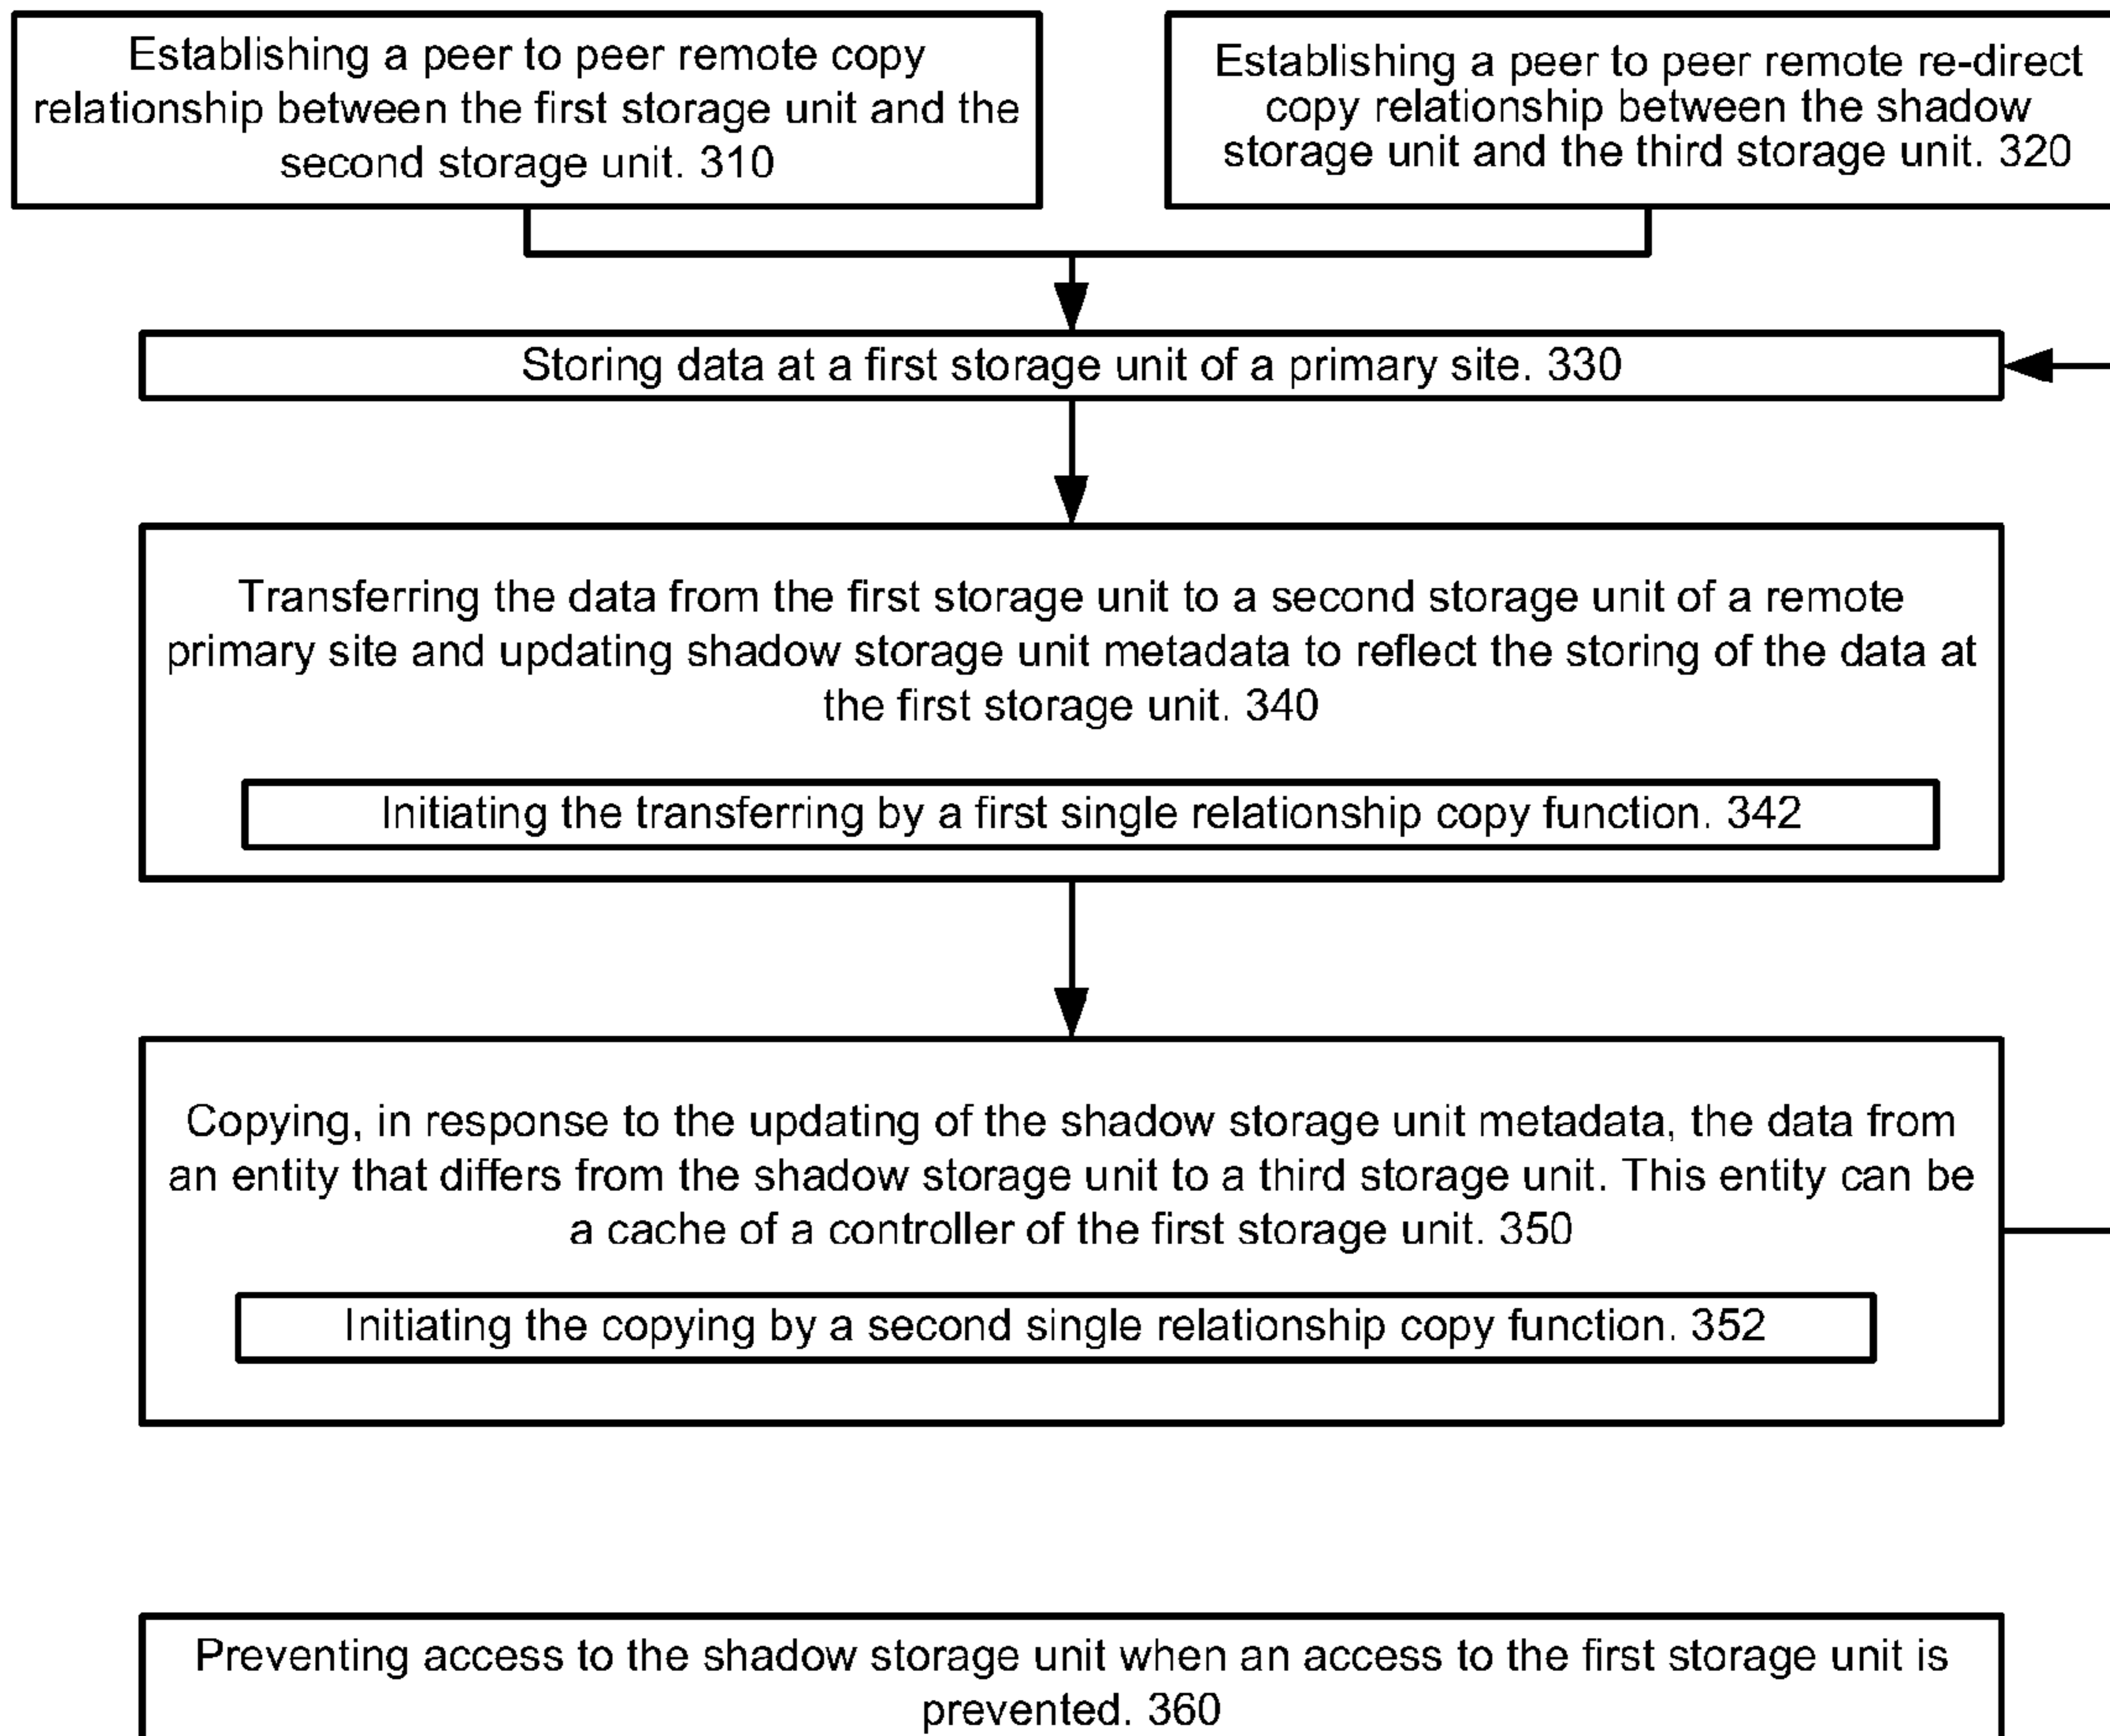 Establishing a peer to peer remote copy
relationship between the first storage unit and the
second storage unit. 310
Establishing a peer to peer remote re-direct
copy relationship between the shadow
storage unit and the third storage unit. 320
Storing data at a first storage unit of a primary site. 330
Transferring the data from the first storage unit to a second storage unit of a remote
primary site and updating shadow storage unit metadata to reflect the storing of the data at
the first storage unit. 340
Initiating the transferring by a first single relationship copy function. 342
Copying, in response to the updating of the shadow storage unit metadata, the data from
an entity that differs from the shadow storage unit to a third storage unit. This entity can be
a cache of a controller of the first storage unit. 350
Initiating the copying by a second single relationship copy function. 352
Preventing access to the shadow storage unit when an access to the first storage unit is
prevented. 360